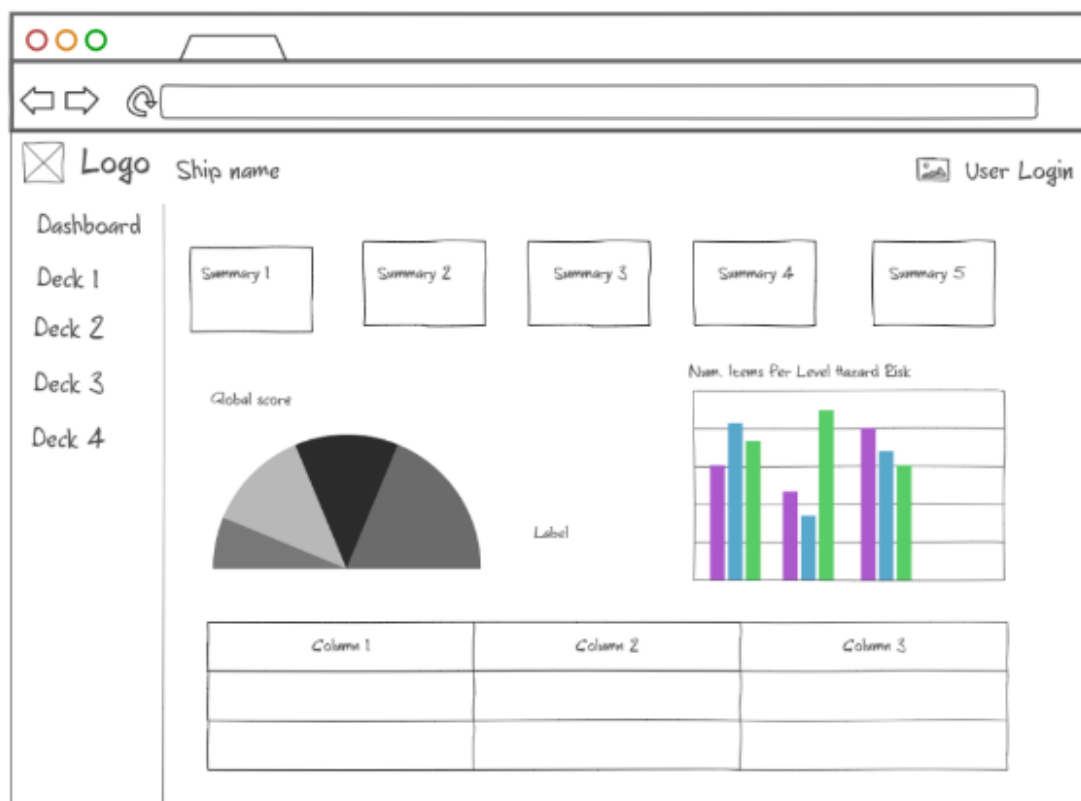 Logo
Ship name
User Login
Dashboard
Deck 1
Deck 2
Deck 3
Deck 4
Summary 1
Summary 2
Summary 3
Summary 4
Summary 5
Global score
Label
Num. Items Per Level Hazard Risk
Column 1
Column 2
Column 3